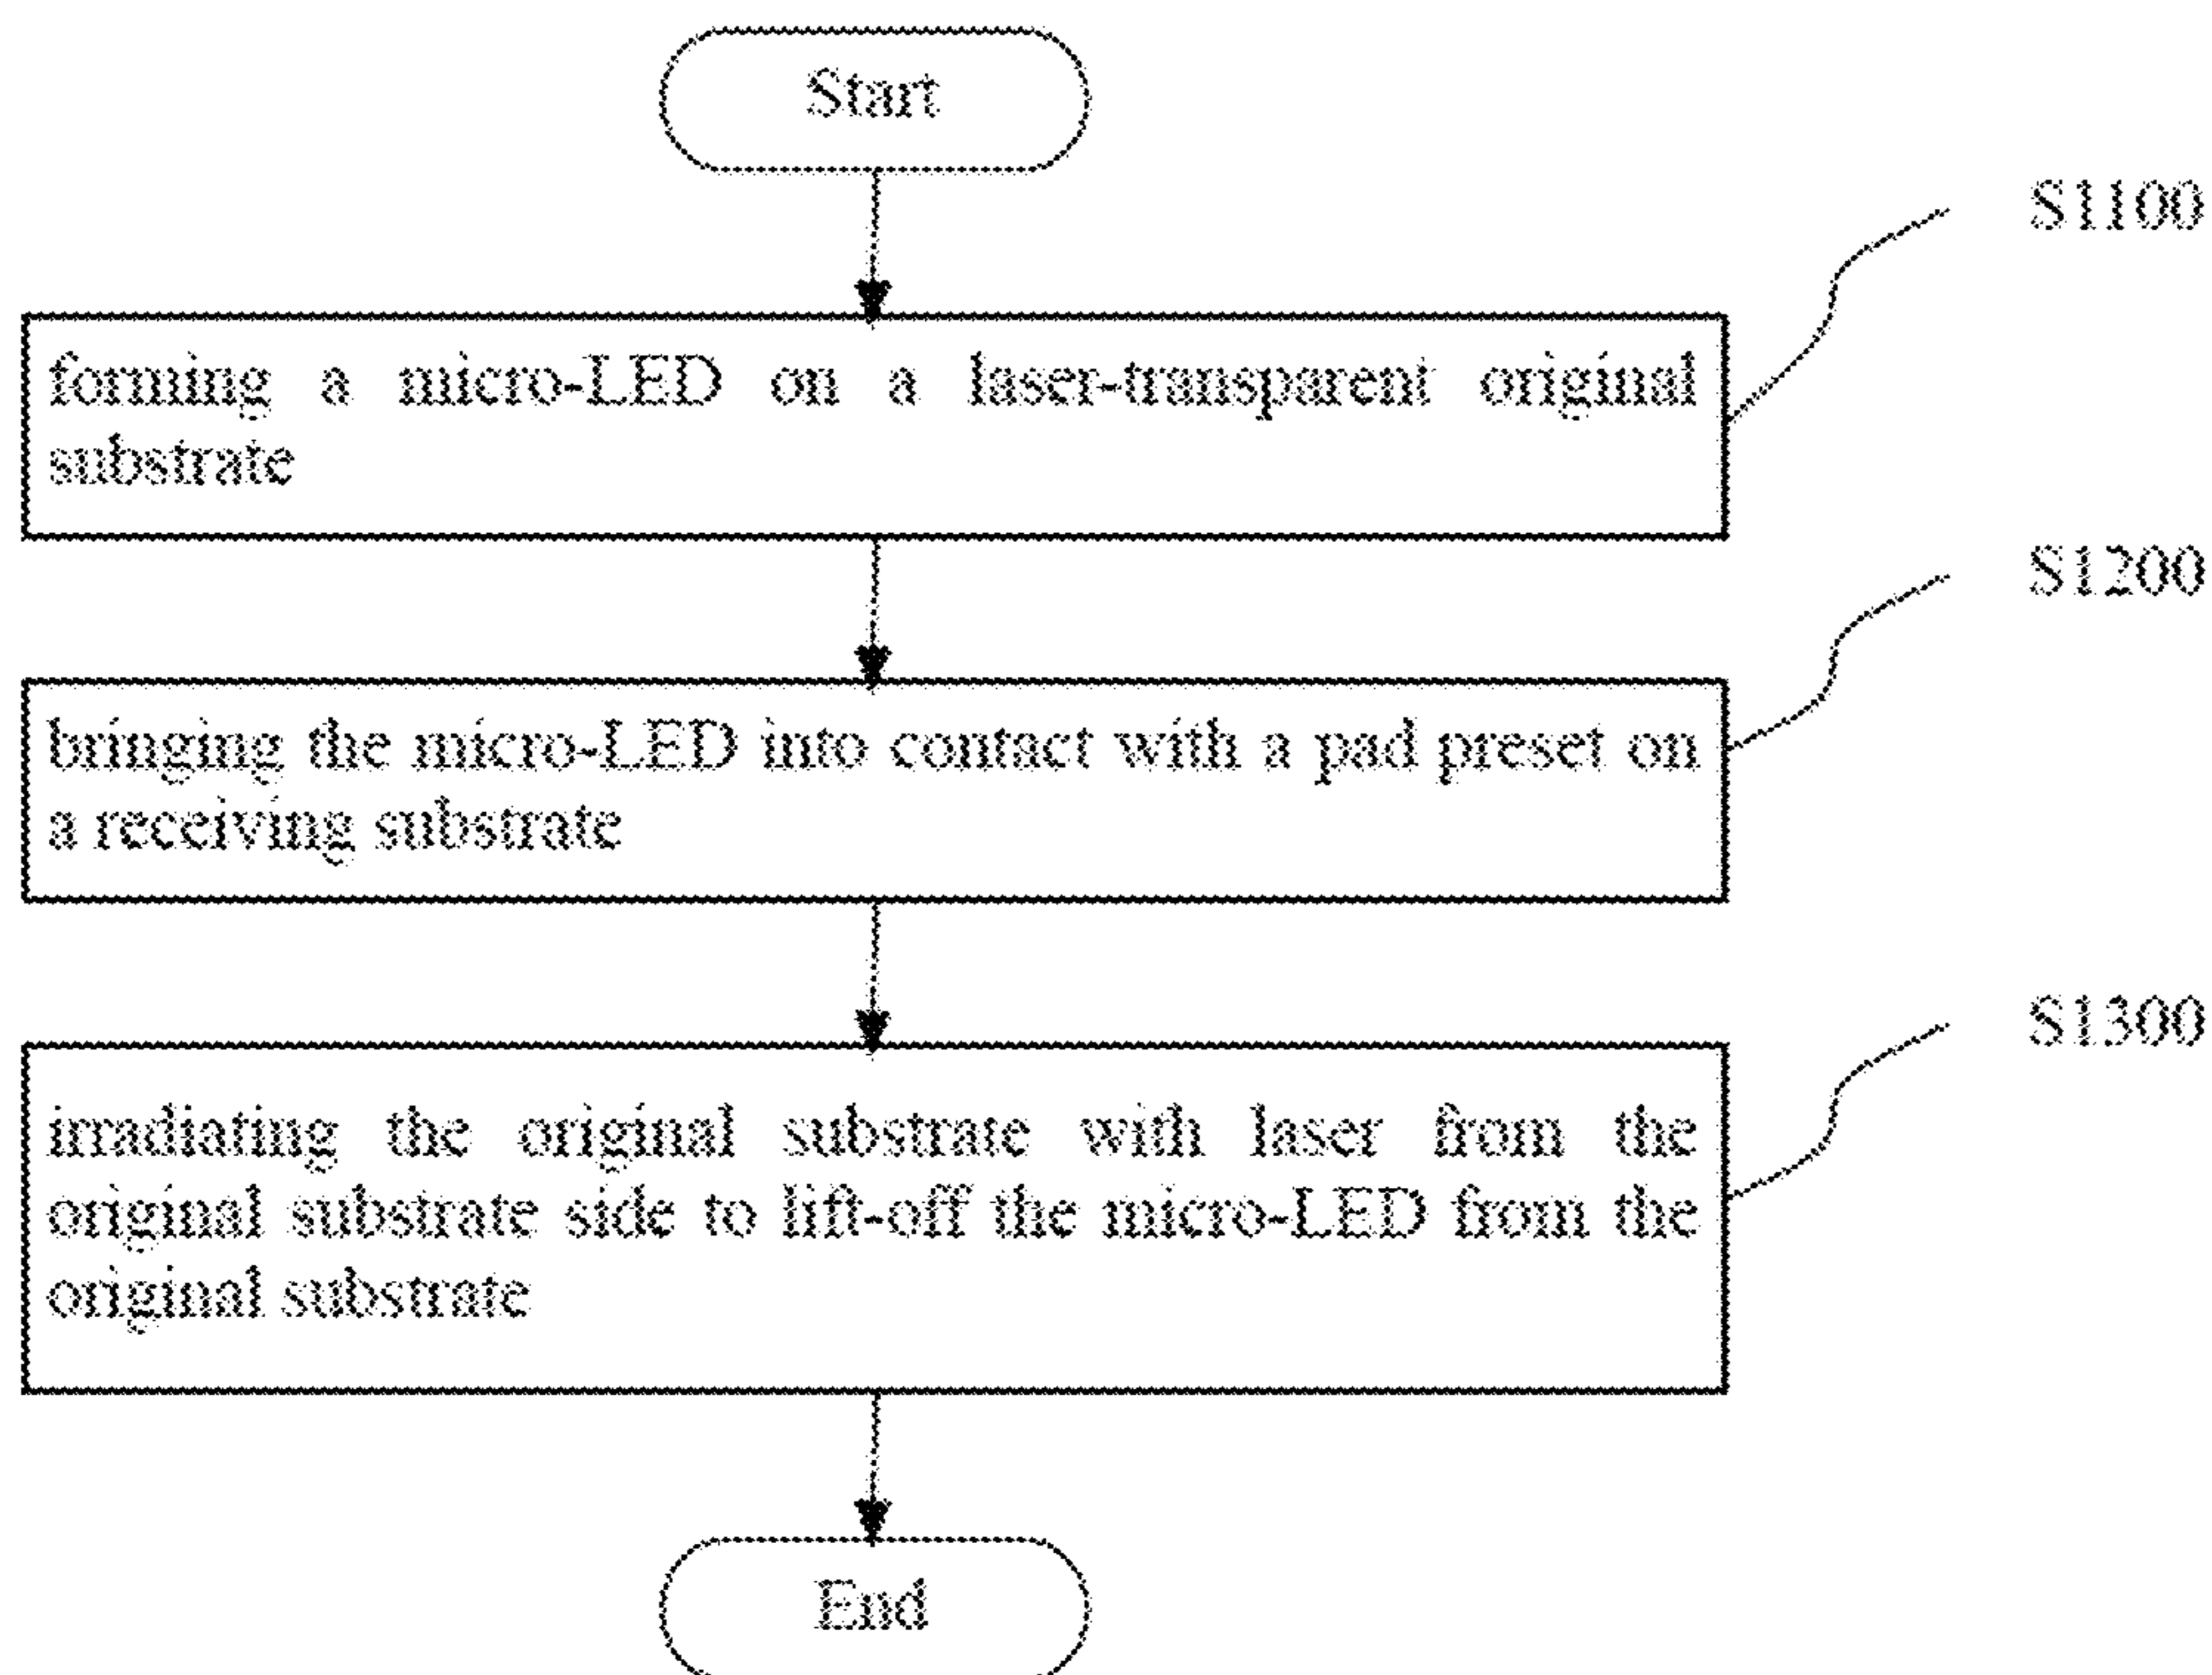 Start
S1100
forming a micro-LED on a laser-transparent original
substrate
S1200
bringing the micro-LED into contact with a pad preset on
a receiving substrate
S1300
irradiating the original substrate with laser from the
original substrate side to lift-off the micro-LED from the
original substrate
End